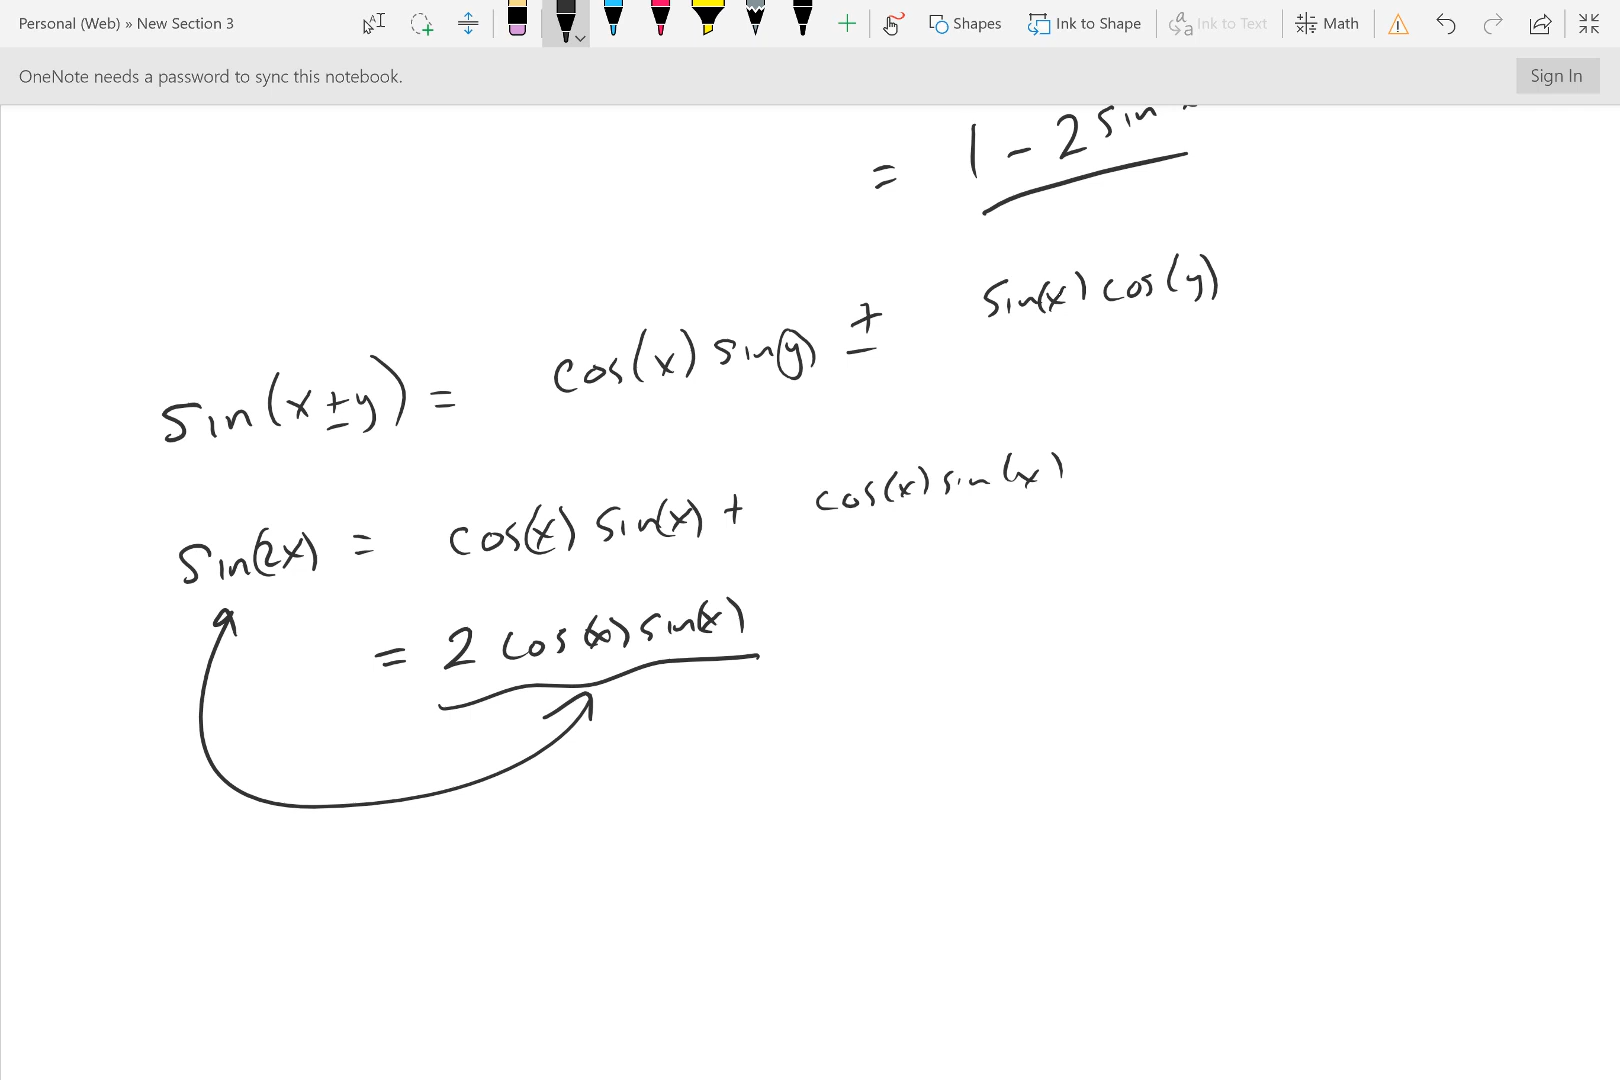 Personal (Web) » New Section 3
Shapes
Ink to Shape
Ink to Text
Math
OneNote needs a password to sync this notebook.
Sign In
= 1 - 2 sin
sin(x±y) = cos(x) sin(y) ± sin(x) cos(y)
sin(2x) = cos(x) sin(x) + cos(x) sin(x)
= 2 cos(x) sin(x)